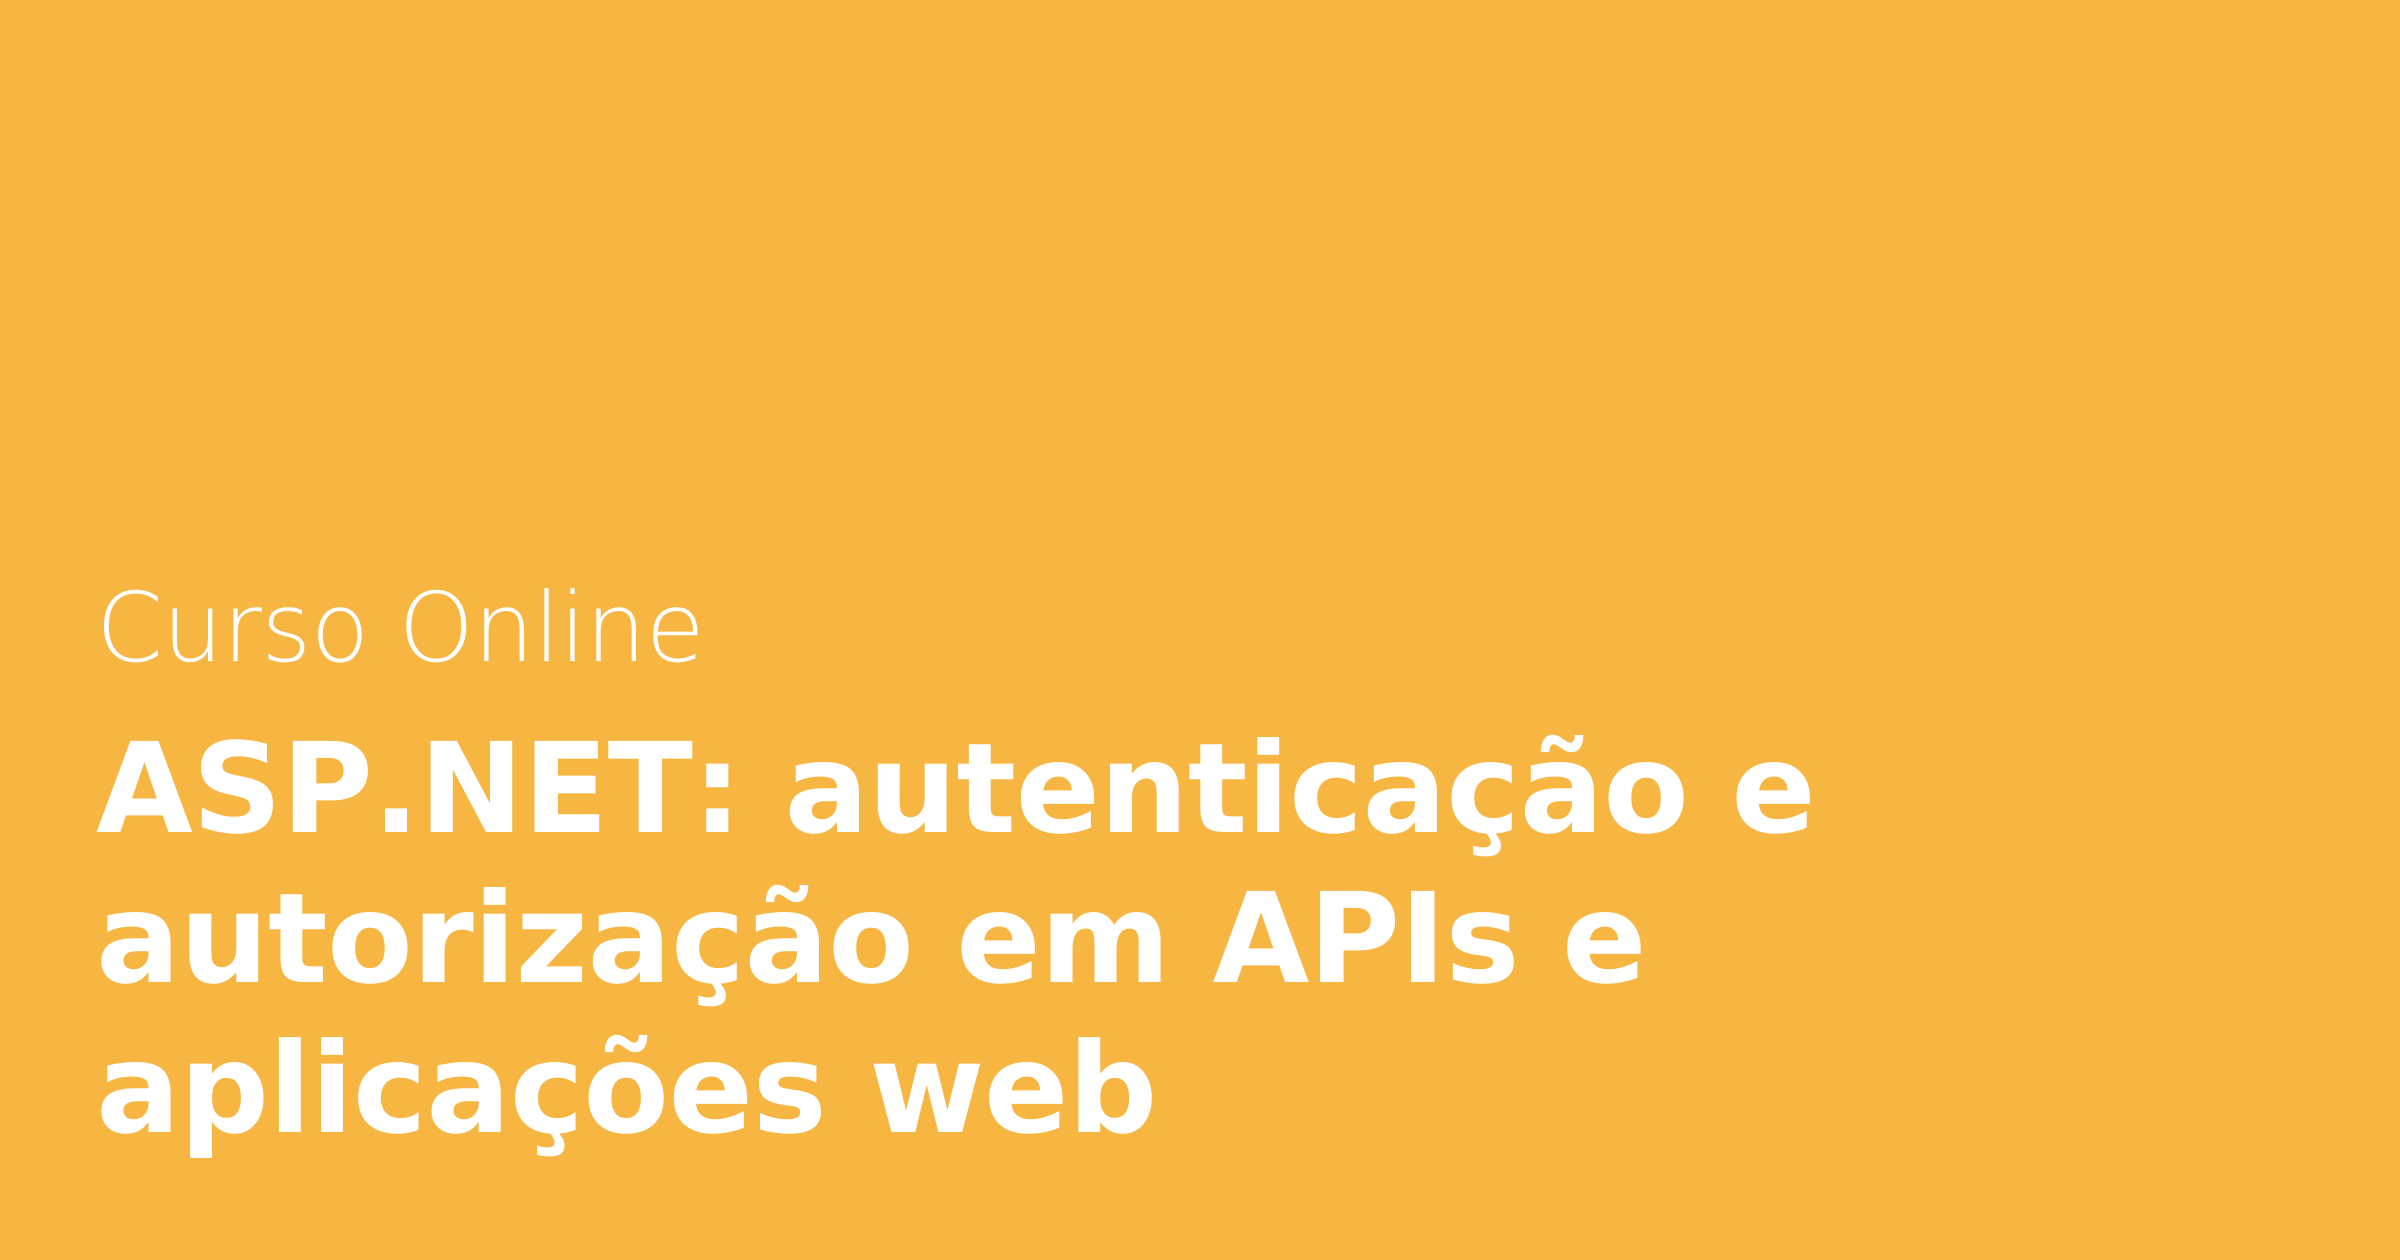 Curso Online
ASP.NET: autenticação e
autorização em APIs e
aplicações web